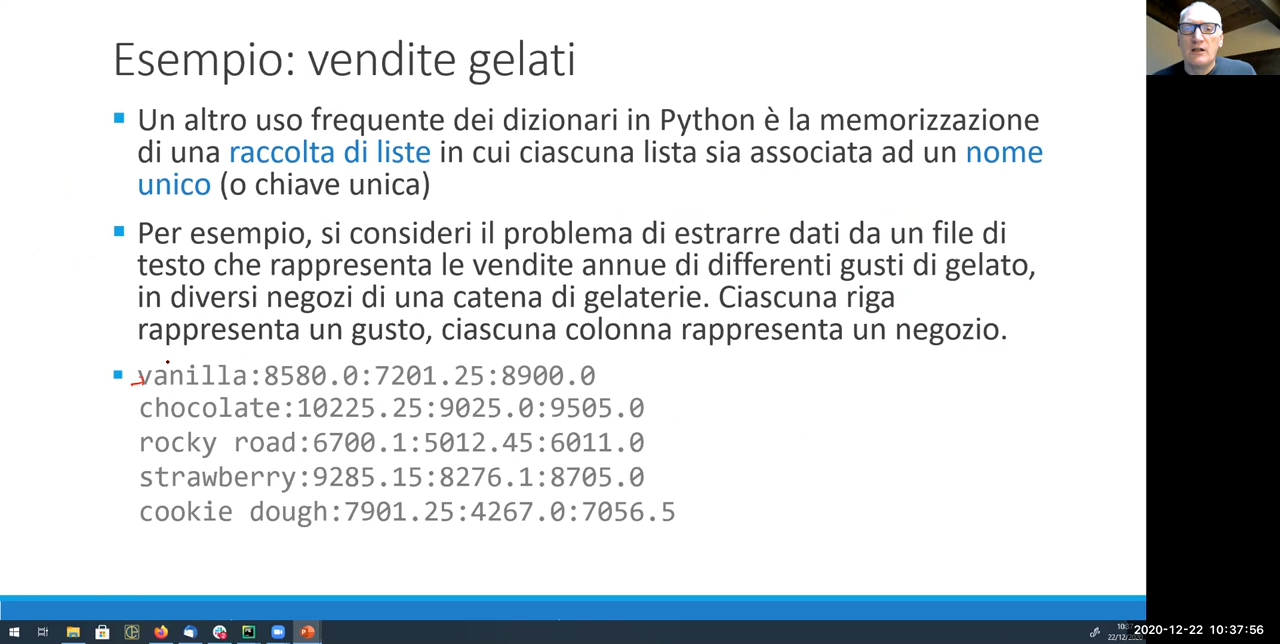 Esempio: vendite gelati
Un altro uso frequente dei dizionari in Python è la memorizzazione
di una raccolta di liste in cui ciascuna lista sia associata ad un nome
unico (o chiave unica)
Per esempio, si consideri il problema di estrarre dati da un file di
testo che rappresenta le vendite annue di differenti gusti di gelato,
in diversi negozi di una catena di gelaterie. Ciascuna riga
rappresenta un gusto, ciascuna colonna rappresenta un negozio.
vanilla:8580.0:7201.25:8900.0
chocolate:10225.25:9025.0:9505.0
rocky road:6700.1:5012.45:6011.0
strawberry:9285.15:8276.1:8705.0
cookie dough:7901.25:4267.0:7056.5
2020-12-22 10:37:56